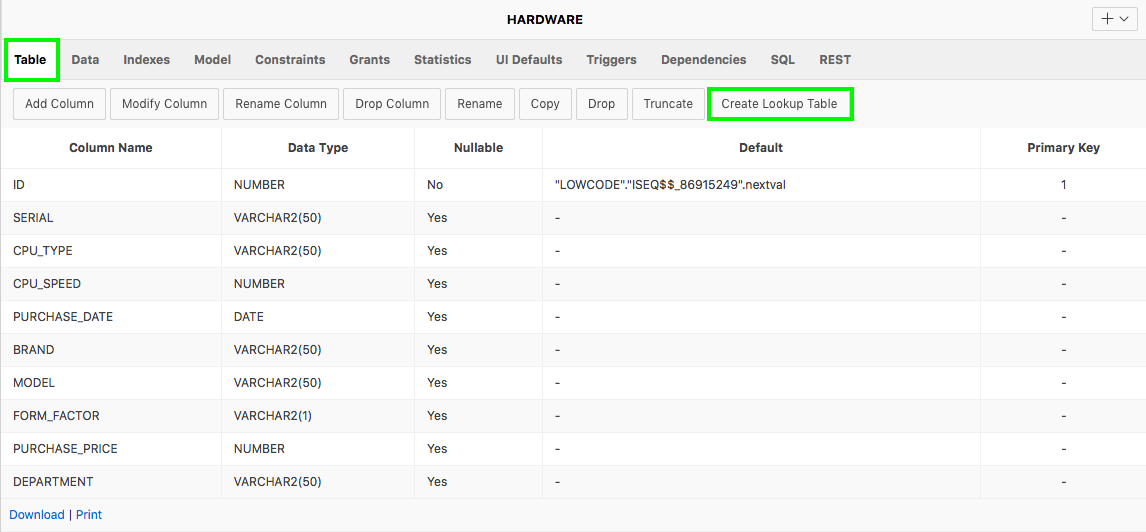 HARDWARE
Table Data Indexes Model Constraints Grants Statistics UI Defaults Triggers Dependencies SQL REST
Add Column Modify Column Rename Column Drop Column Rename Copy Drop Truncate Create Lookup Table
Column Name Data Type Nullable Default Primary Key
ID NUMBER No "LOWCODE"."ISEQ$$_86915249".nextval 1
SERIAL VARCHAR2(50) Yes - -
CPU_TYPE VARCHAR2(50) Yes - -
CPU_SPEED NUMBER Yes - -
PURCHASE_DATE DATE Yes - -
BRAND VARCHAR2(50) Yes - -
MODEL VARCHAR2(50) Yes - -
FORM_FACTOR VARCHAR2(1) Yes - -
PURCHASE_PRICE NUMBER Yes - -
DEPARTMENT VARCHAR2(50) Yes - -
Download | Print